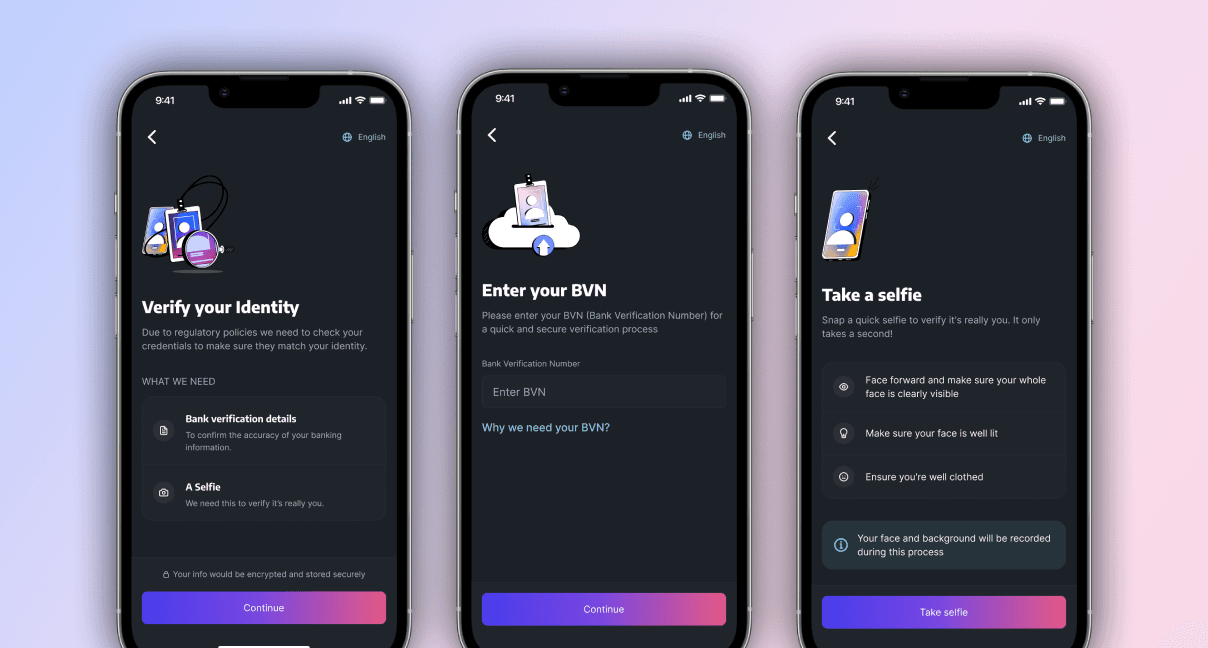 9:41
English
Verify your Identity
Due to regulatory policies we need to check your
credentials to make sure they match your identity.
WHAT WE NEED
Bank verification details
To confirm the accuracy of your banking
information.
A Selfie
We need this to verify it's really you.
Your info would be encrypted and stored securely
Continue
9:41
English
Enter your BVN
Please enter your BVN (Bank Verification Number) for
a quick and secure verification process
Bank Verification Number
Enter BVN
Why we need your BVN?
Continue
9:41
English
Take a selfie
Snap a quick selfie to verify it's really you. It only
takes a second!
Face forward and make sure your whole
face is clearly visible
Make sure your face is well lit
Ensure you're well clothed
Your face and background will be recorded
during this process
Take selfie